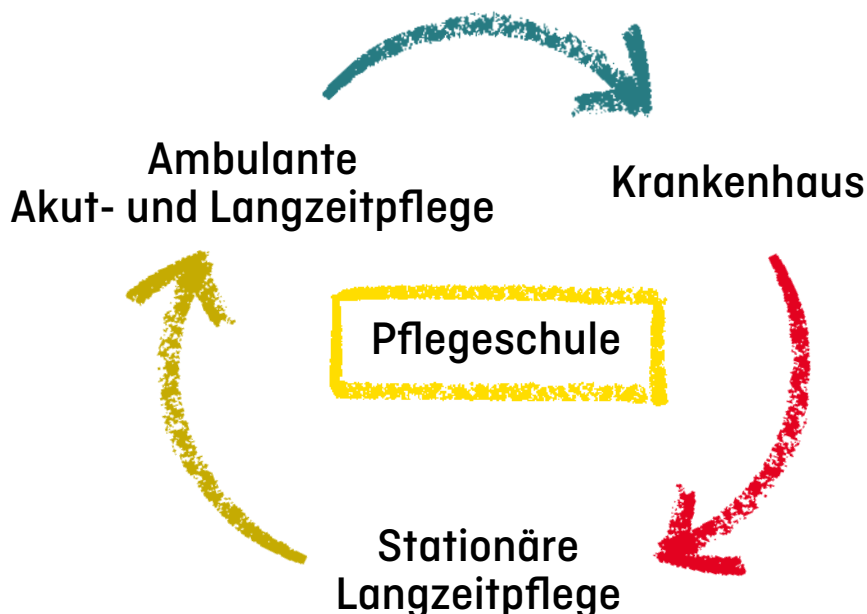 Ambulante
Akut- und Langzeitpflege
Krankenhaus
Pflegeschule
Stationäre
Langzeitpflege